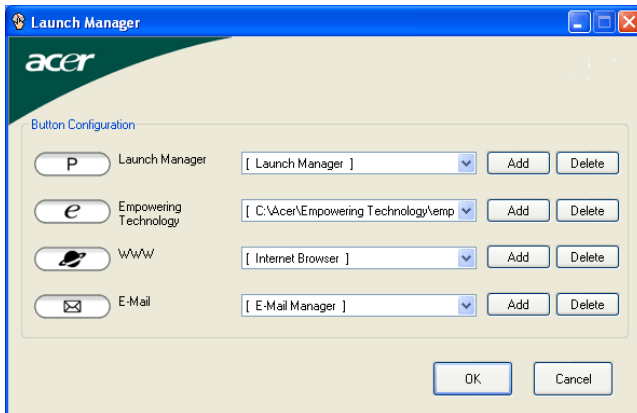 Launch Manager
acer
Button Configuration
P Launch Manager [ Launch Manager ] Add Delete
e Empowering Technology [ C:\Acer\Empowering Technology\emp Add Delete
WWW [ Internet Browser ] Add Delete
E-Mail [ E-Mail Manager ] Add Delete
OK Cancel